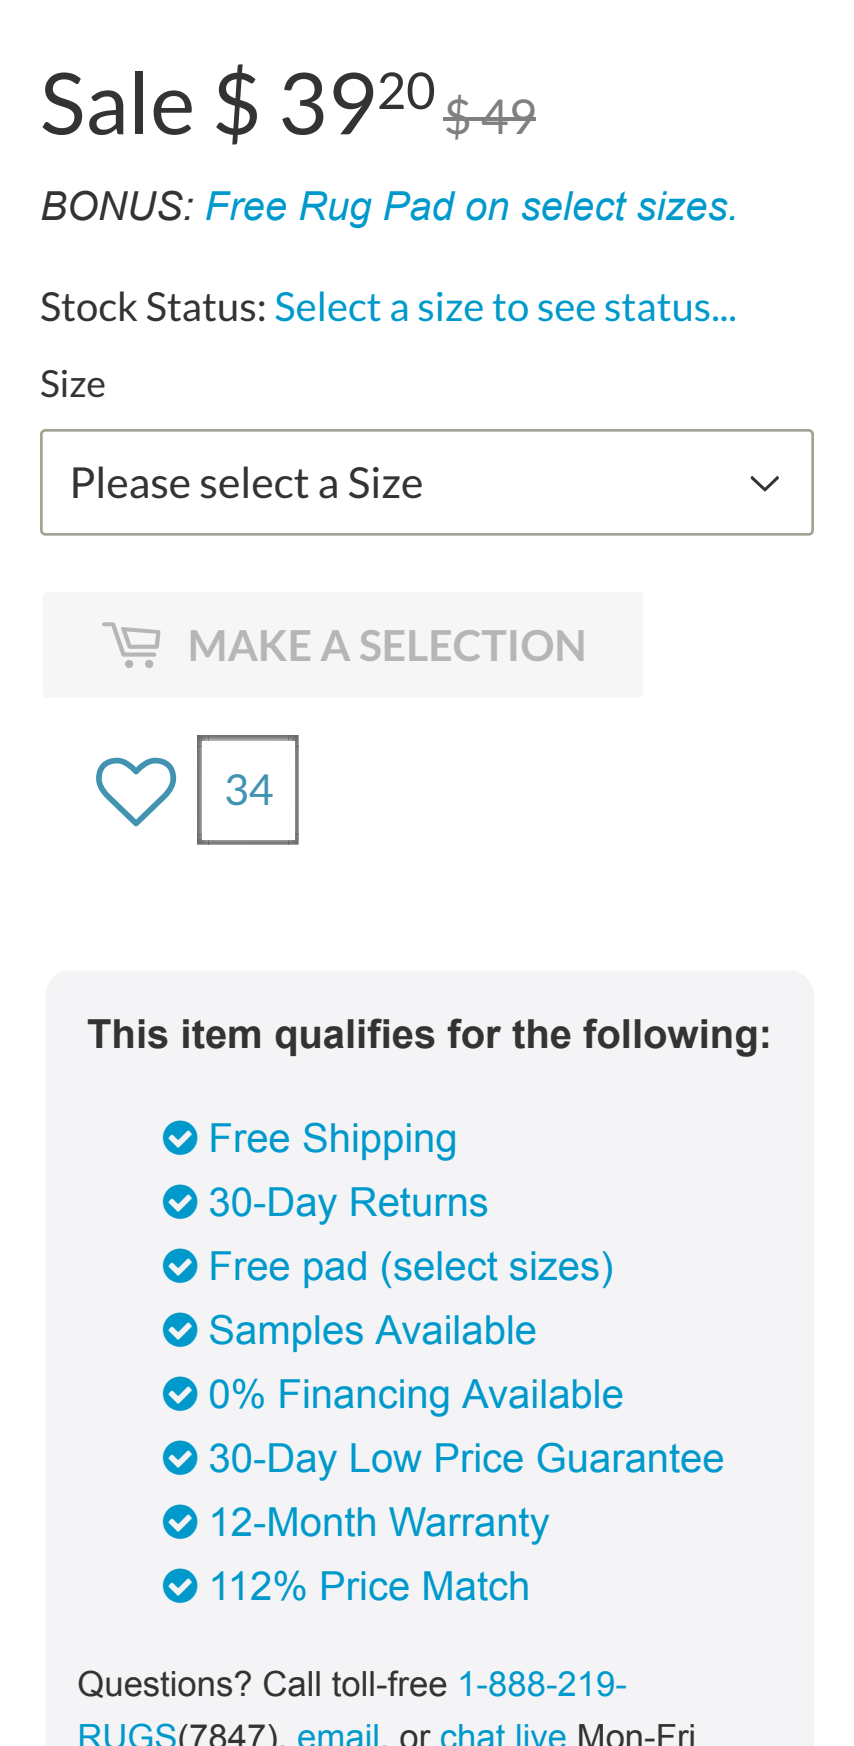 Sale $ 3920 $ 49
BONUS: Free Rug Pad on select sizes.
Stock Status: Select a size to see status...
Size
Please select a Size
MAKE A SELECTION
34
This item qualifies for the following:
Free Shipping
30-Day Returns
Free pad (select sizes)
Samples Available
0% Financing Available
30-Day Low Price Guarantee
12-Month Warranty
112% Price Match
Questions? Call toll-free 1-888-219-
RUGS(7847), email, or chat live Mon-Fri